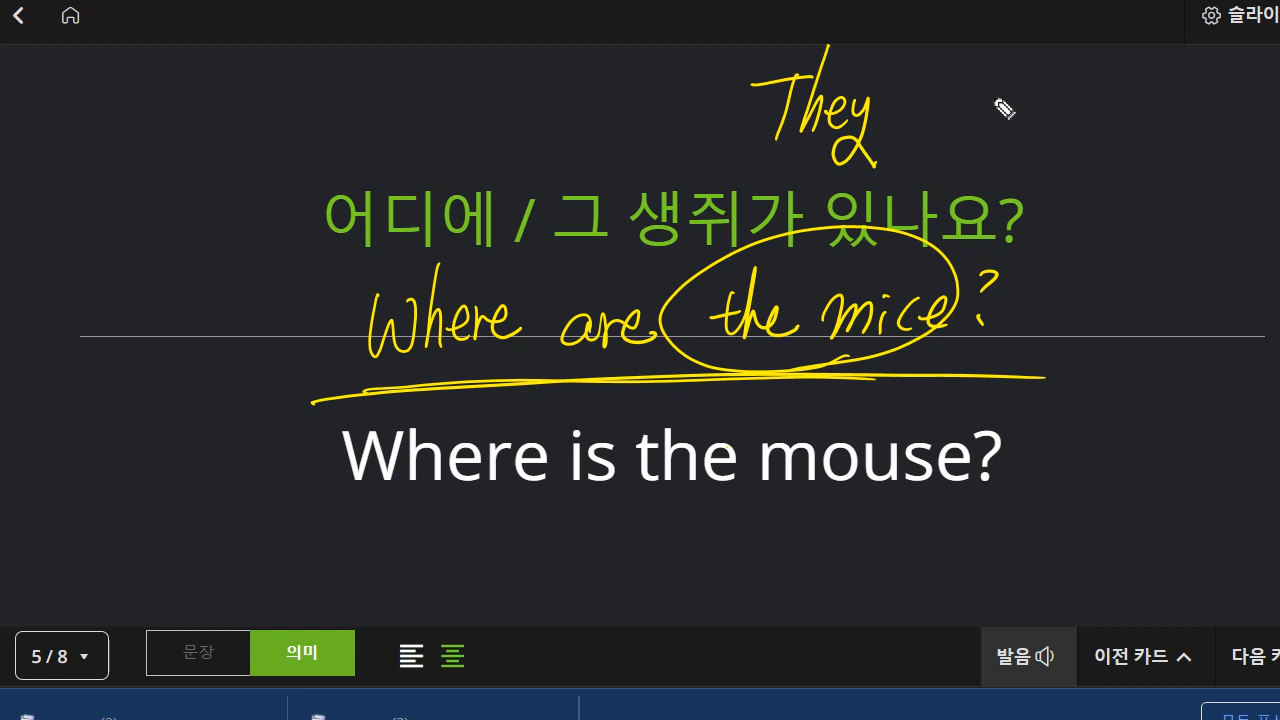 슬라이
They
어디에 / 그 생쥐가 있나요?
Where are the mice?
Where is the mouse?
5 / 8
문장
의미
발음
이전 카드
다음